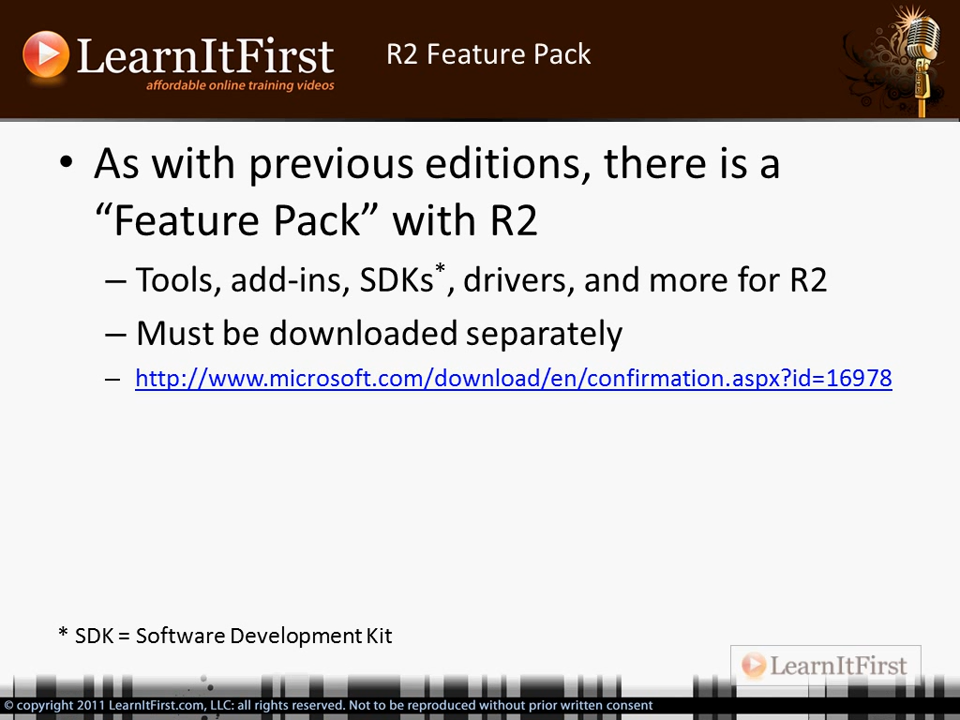 LearnItFirst
affordable online training videos
R2 Feature Pack
• As with previous editions, there is a
“Feature Pack” with R2
– Tools, add-ins, SDKs*, drivers, and more for R2
– Must be downloaded separately
– http://www.microsoft.com/download/en/confirmation.aspx?id=16978
* SDK = Software Development Kit
LearnItFirst
© copyright 2011 LearnItFirst.com, LLC: all rights reserved. Not to be reproduced without prior written consent